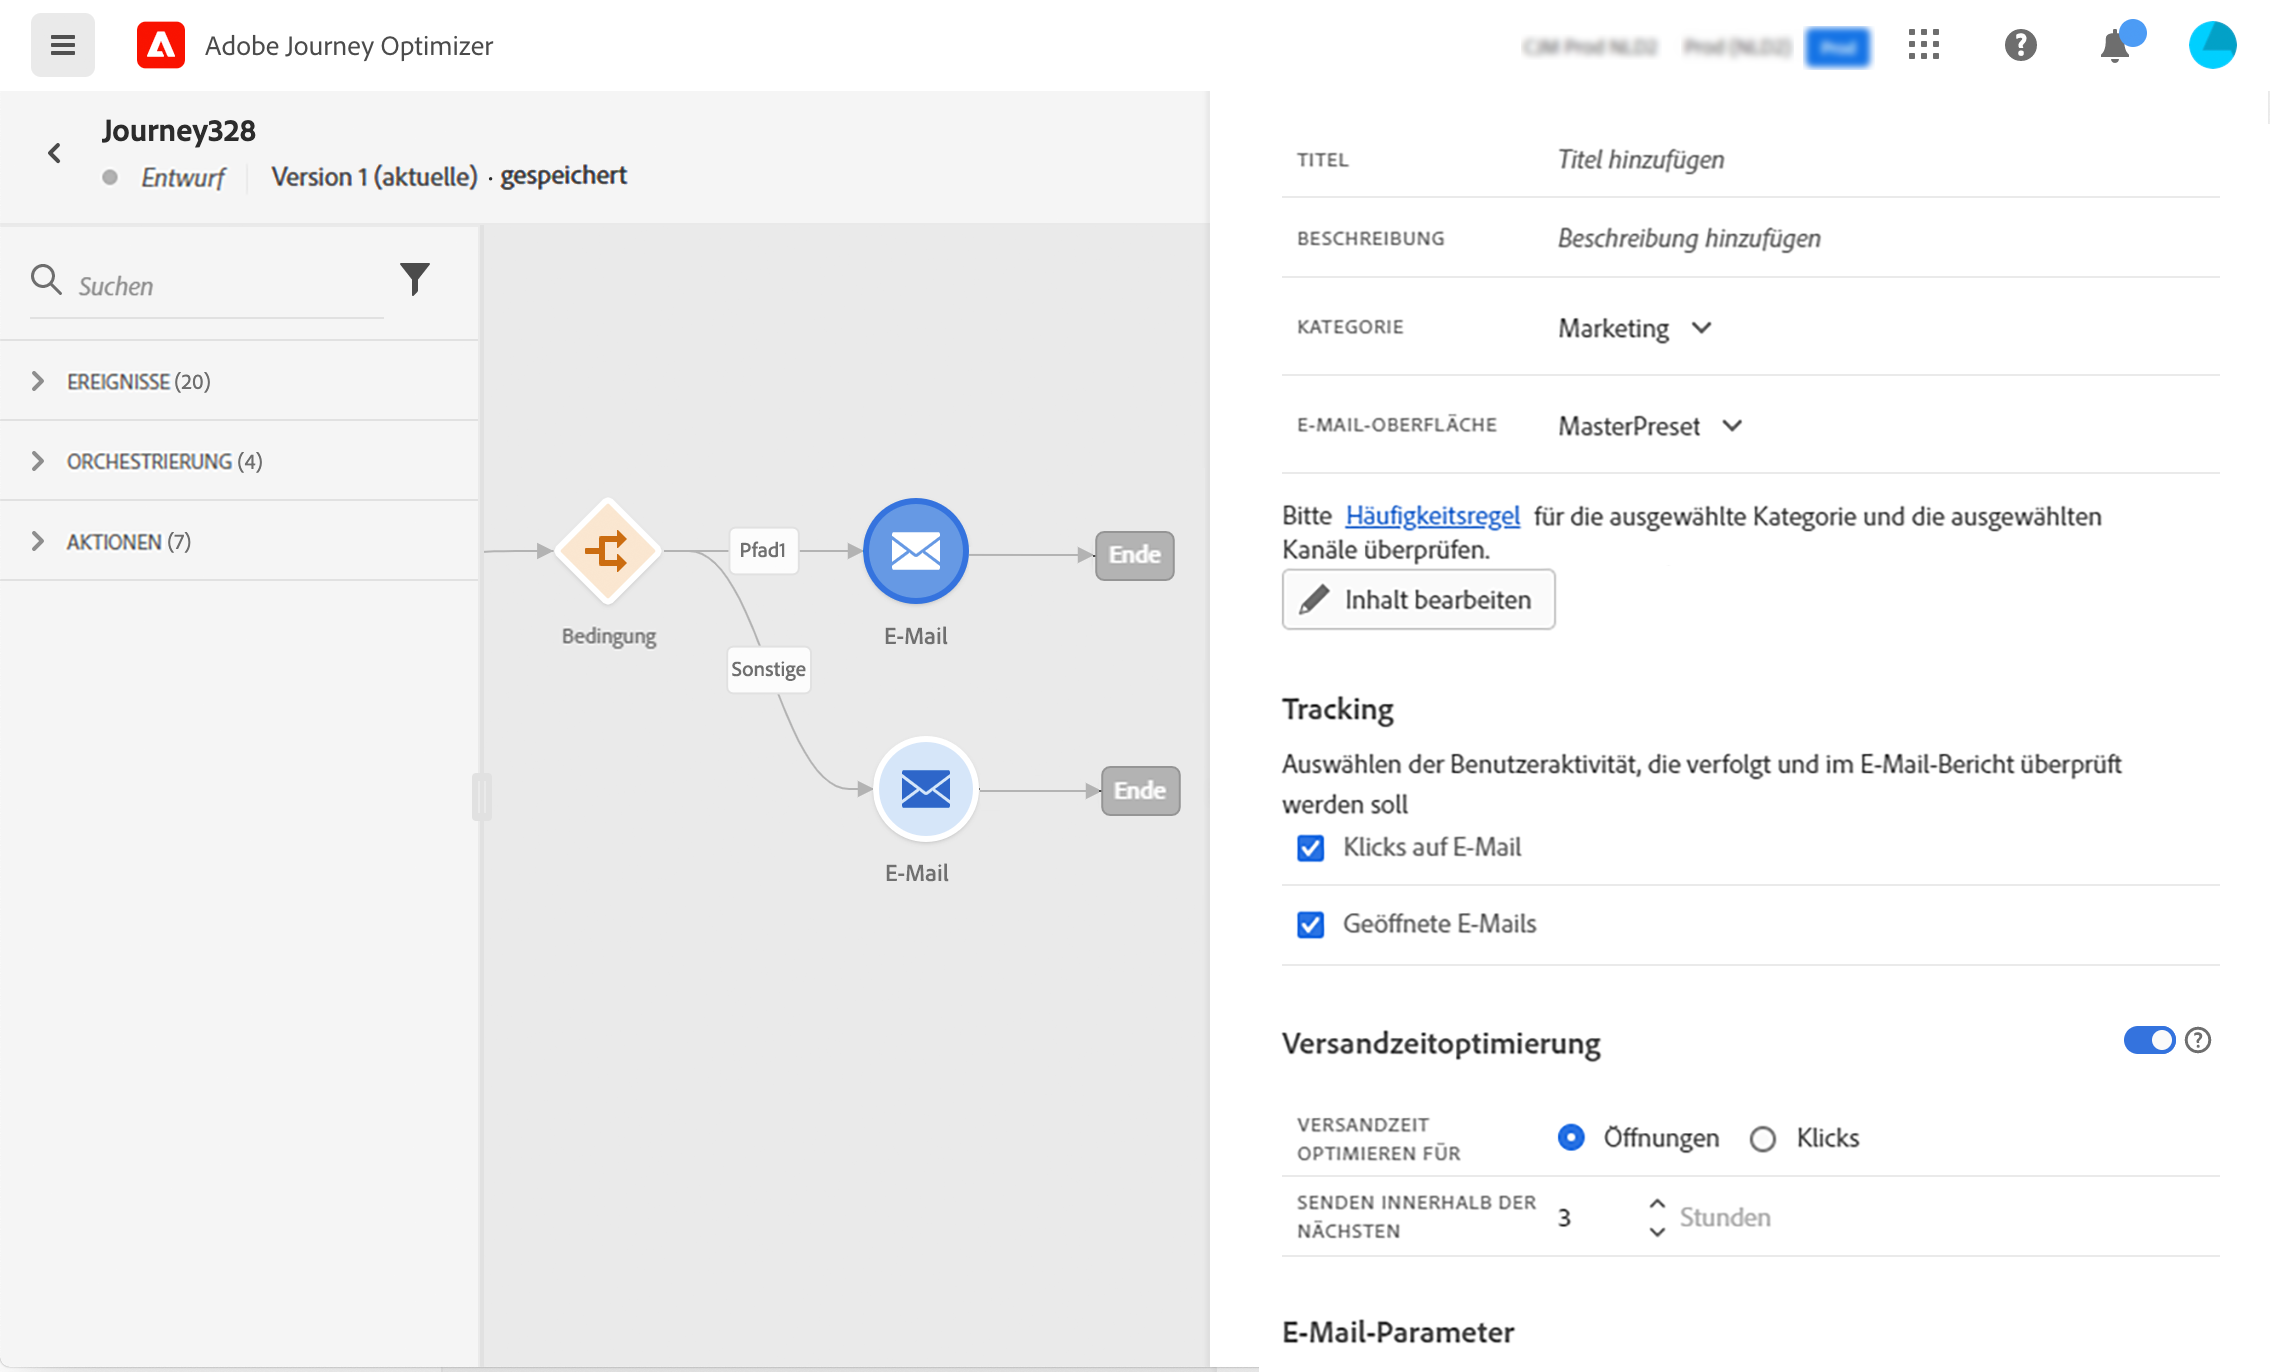 Adobe Journey Optimizer
Journey328
Entwurf
Version 1 (aktuelle) · gespeichert
Suchen
EREIGNISSE (20)
ORCHESTRIERUNG (4)
AKTIONEN (7)
Bedingung
Pfad1
Sonstige
E-Mail
Ende
E-Mail
Ende
TITEL Titel hinzufügen
BESCHREIBUNG Beschreibung hinzufügen
KATEGORIE Marketing
E-MAIL-OBERFLÄCHE MasterPreset
Bitte Häufigkeitsregel für die ausgewählte Kategorie und die ausgewählten
Kanäle überprüfen.
Inhalt bearbeiten
Tracking
Auswählen der Benutzeraktivität, die verfolgt und im E-Mail-Bericht überprüft
werden soll
Klicks auf E-Mail
Geöffnete E-Mails
Versandzeitoptimierung
VERSANDZEIT
OPTIMIEREN FÜR
Öffnungen Klicks
SENDEN INNERHALB DER
NÄCHSTEN
3 Stunden
E-Mail-Parameter